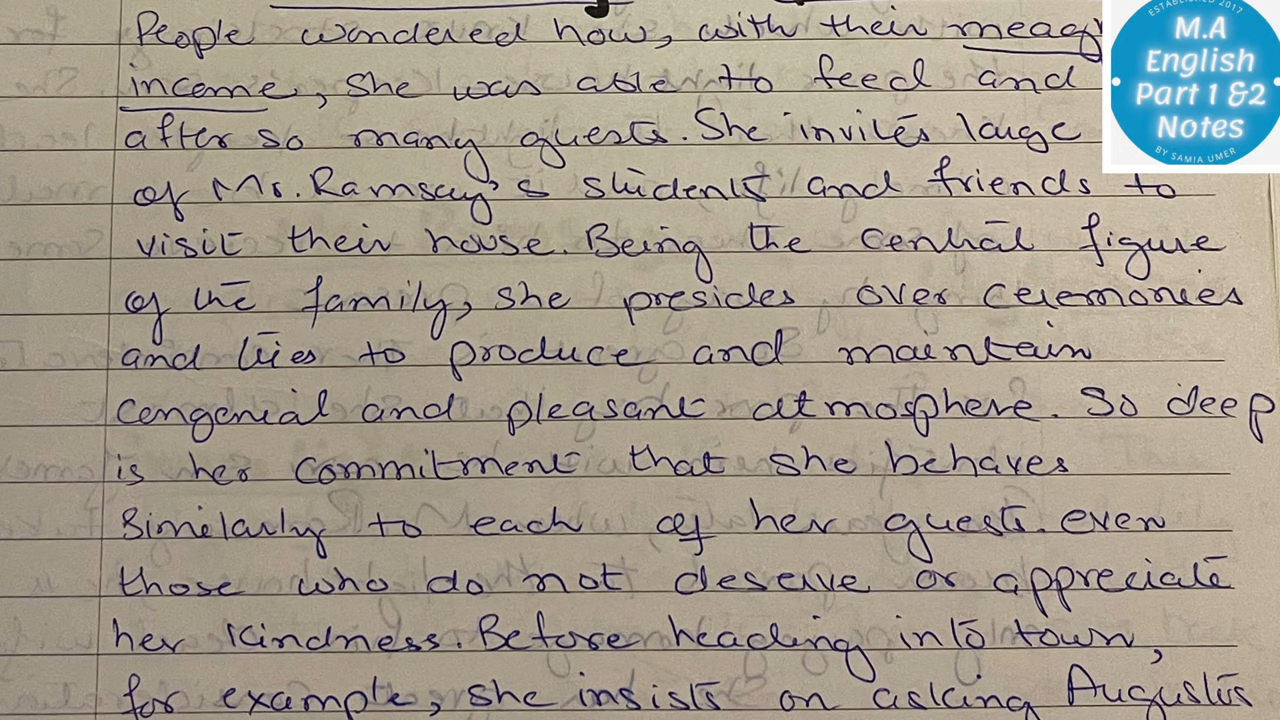 People wondered how, with their meag
income, she was able to feed and
after so many guests. She invites large
of Mr. Ramsay's students and friends to
visit their house. Being the central figure
of the family, she presides over ceremonies
and tries to produce and maintain
congenial and pleasant atmosphere. So deep
is her commitment that she behaves
Similarly to each of her guests. even
those who do not deserve or appreciate
her kindness. Before heading into town,
for example, she insists on asking Augustus
ESTABLISHED 2017
M.A
English
Part 1 &2
Notes
BY SAMIA UMER